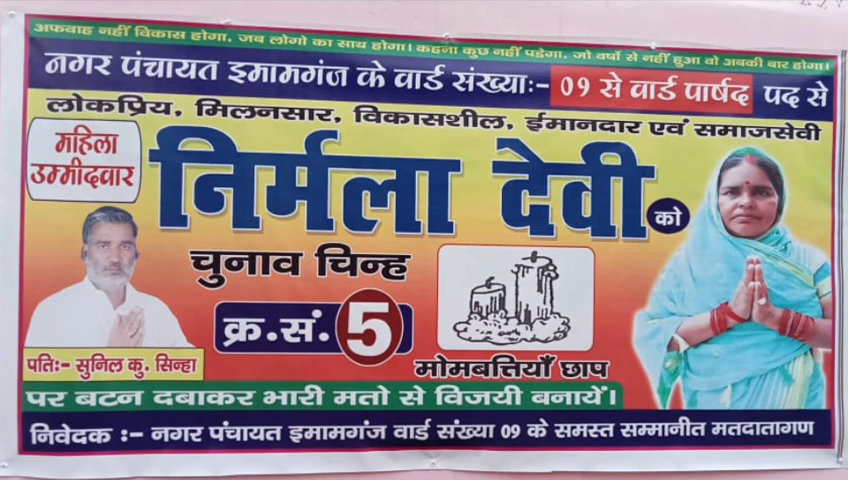 अफवाह नहीं विकास होगा, जब लोगो का साथ होगा। कहना कुछ नहीं पडेगा, जो वर्षो से नहीं हुआ वो अबकी बार होगा।
नगर पंचायत इमामगंज के वार्ड संख्याः- 09 से वार्ड पार्षद पद से
लोकप्रिय, मिलनसार, विकासशील, ईमानदार एवं समाजसेवी
महिला
उम्मीदवार
निर्मला देवी को
चुनाव चिन्ह
क्र.सं. 5
मोमबत्तियाँ छाप
पतिः- सुनिल कु. सिन्हा
पर बटन दबाकर भारी मतो से विजयी बनायें।
निवेदक :- नगर पंचायत इमामगंज वार्ड संख्या 09 के समस्त सम्मानीत मतदातागण